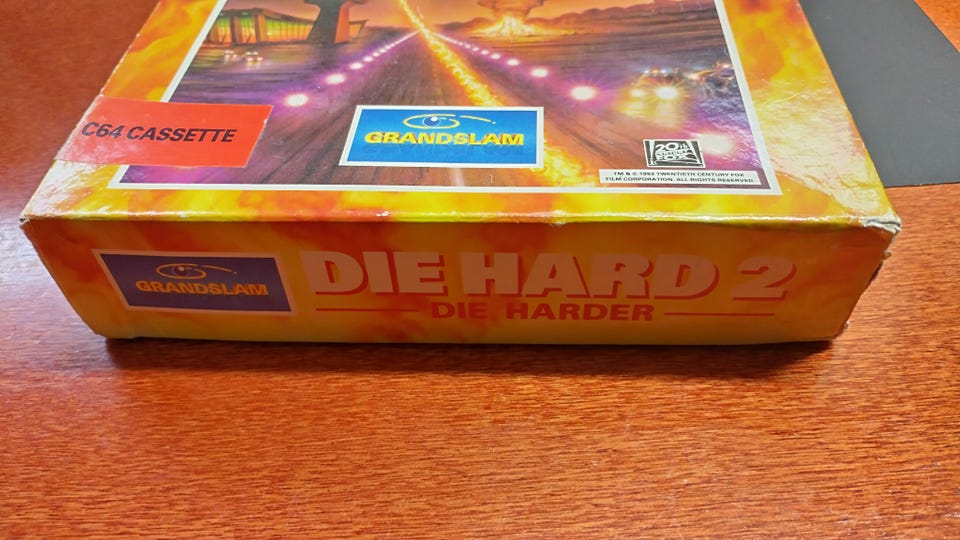 C64 CASSETTE
GRANDSLAM
20th
CENTURY
FOX
TM & © 1992 TWENTIETH CENTURY FOX
FILM CORPORATION. ALL RIGHTS RESERVED.
GRANDSLAM
DIE HARD 2™
DIE HARDER